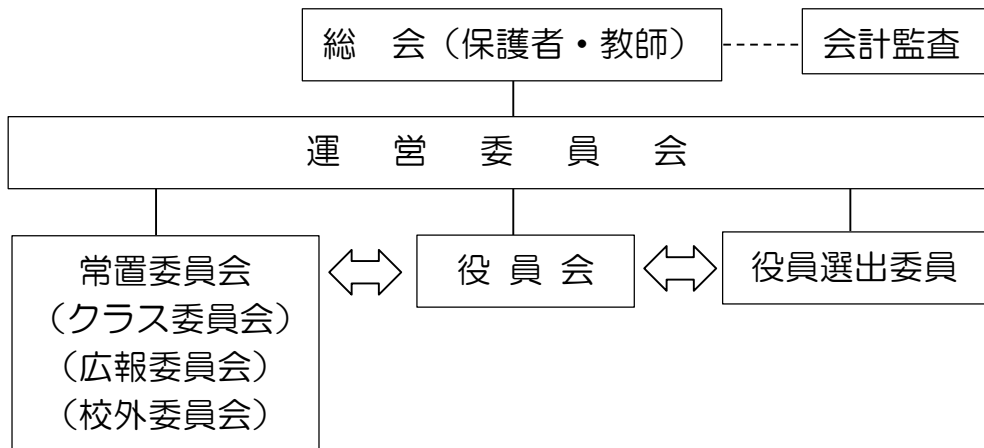 総　会（保護者・教師）
会計監査
運　営　委　員　会
常置委員会
（クラス委員会）
（広報委員会）
（校外委員会）
役 員 会
役員選出委員